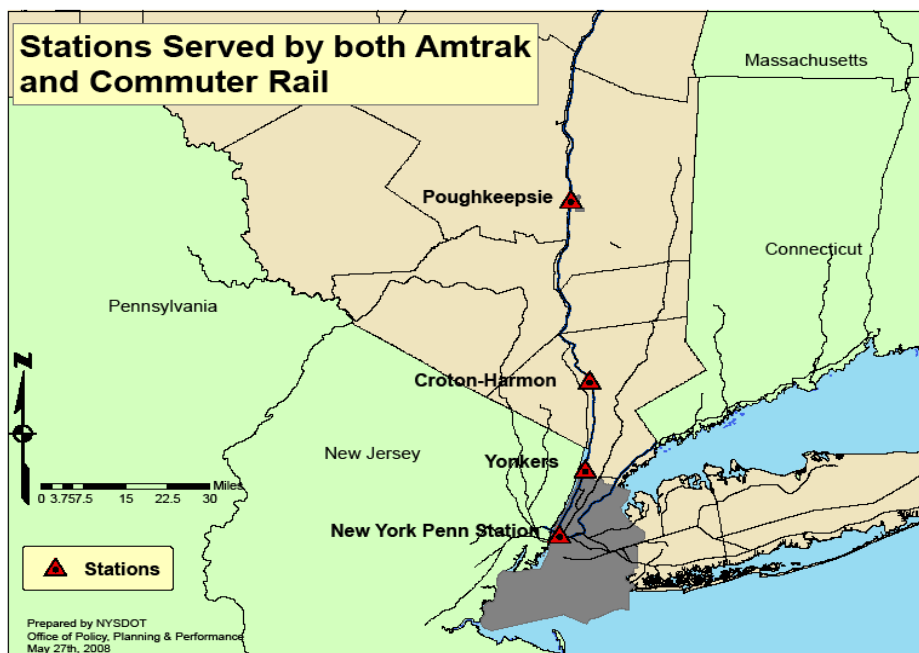 Stations Served by both Amtrak
and Commuter Rail
Massachusetts
Poughkeepsie
Connecticut
Pennsylvania
N
Croton-Harmon
New Jersey
Yonkers
Miles
0 3.757.5 15 22.5 30
New York Penn Station
Stations
Prepared by NYSDOT
Office of Policy, Planning & Performance
May 27th, 2008